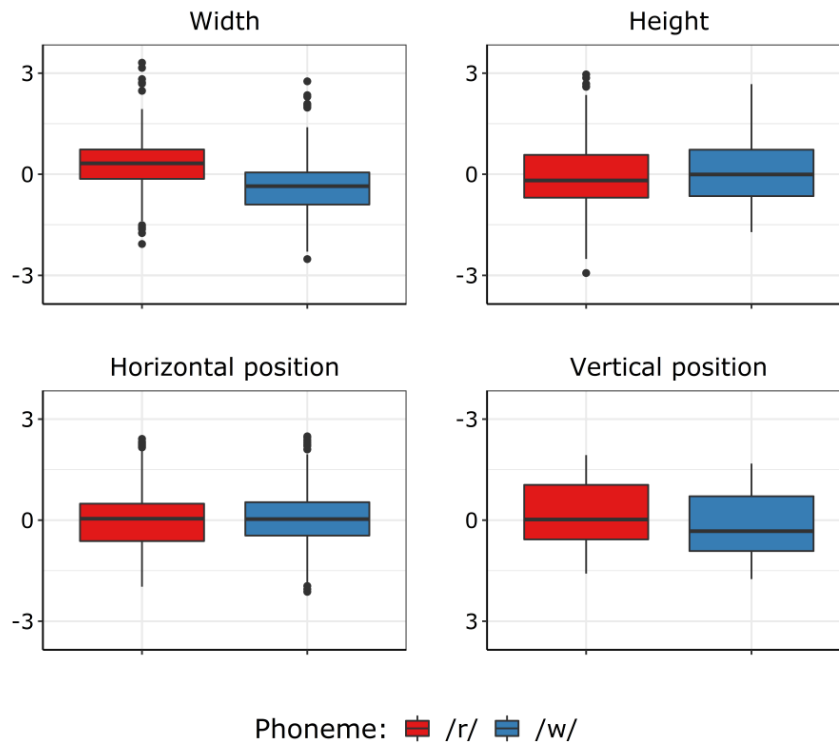 Width
Height
3
0
-3
3
0
-3
Horizontal position
Vertical position
3
0
-3
-3
0
3
Phoneme: /r/ /w/